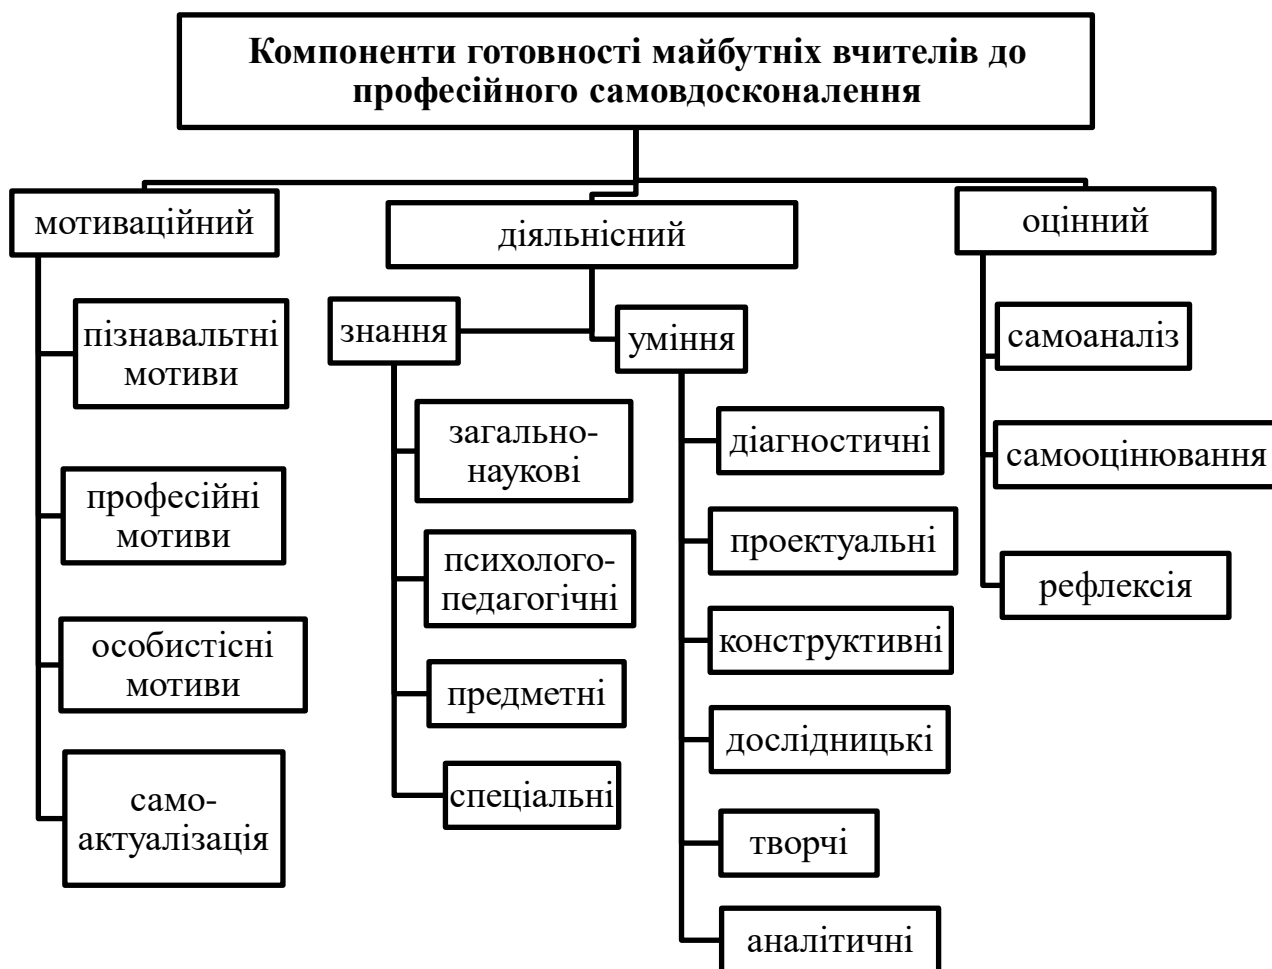 Компоненти готовності майбутніх вчителів до
професійного самовдосконалення
мотиваційний
пізнавальтні
мотиви
професійні
мотиви
особистісні
мотиви
само-
актуалізація
діяльнісний
знання
загально-
наукові
психолого-
педагогічні
предметні
спеціальні
уміння
діагностичні
проектуальні
конструктивні
дослідницькі
творчі
аналітичні
оцінний
самоаналіз
самооцінювання
рефлексія